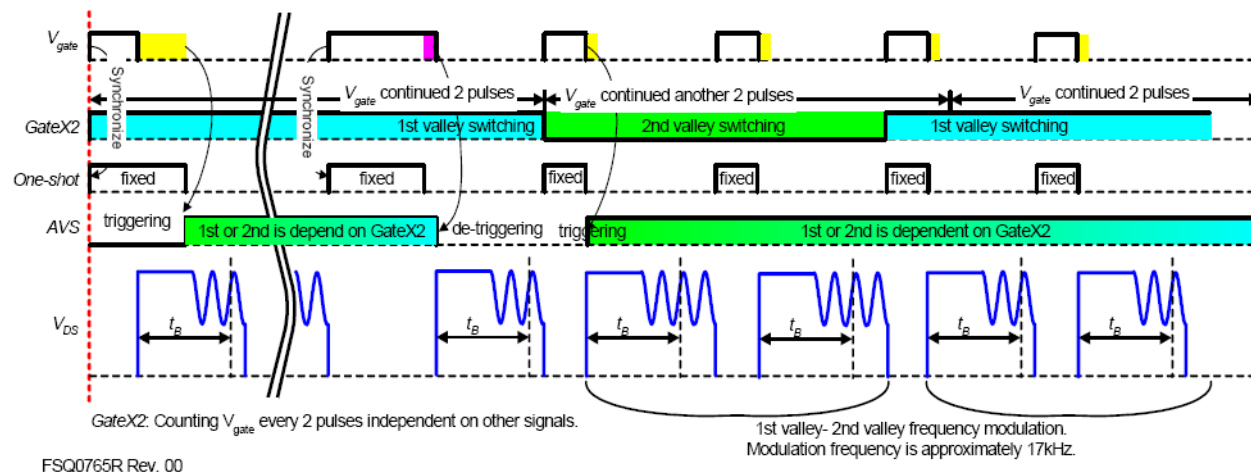 Vgate
Synchronize
Synchronize
Vgate continued 2 pulses
Vgate continued another 2 pulses
Vgate continued 2 pulses
GateX2
1st valley switching
2nd valley switching
1st valley switching
One-shot
fixed
fixed
fixed
fixed
fixed
fixed
AVS
triggering
1st or 2nd is depend on GateX2
de-triggering
triggering
1st or 2nd is dependent on GateX2
VDS
tB
tB
tB
tB
tB
tB
GateX2: Counting Vgate every 2 pulses independent on other signals.
1st valley- 2nd valley frequency modulation.
Modulation frequency is approximately 17kHz.
FSQ0765R Rev. 00